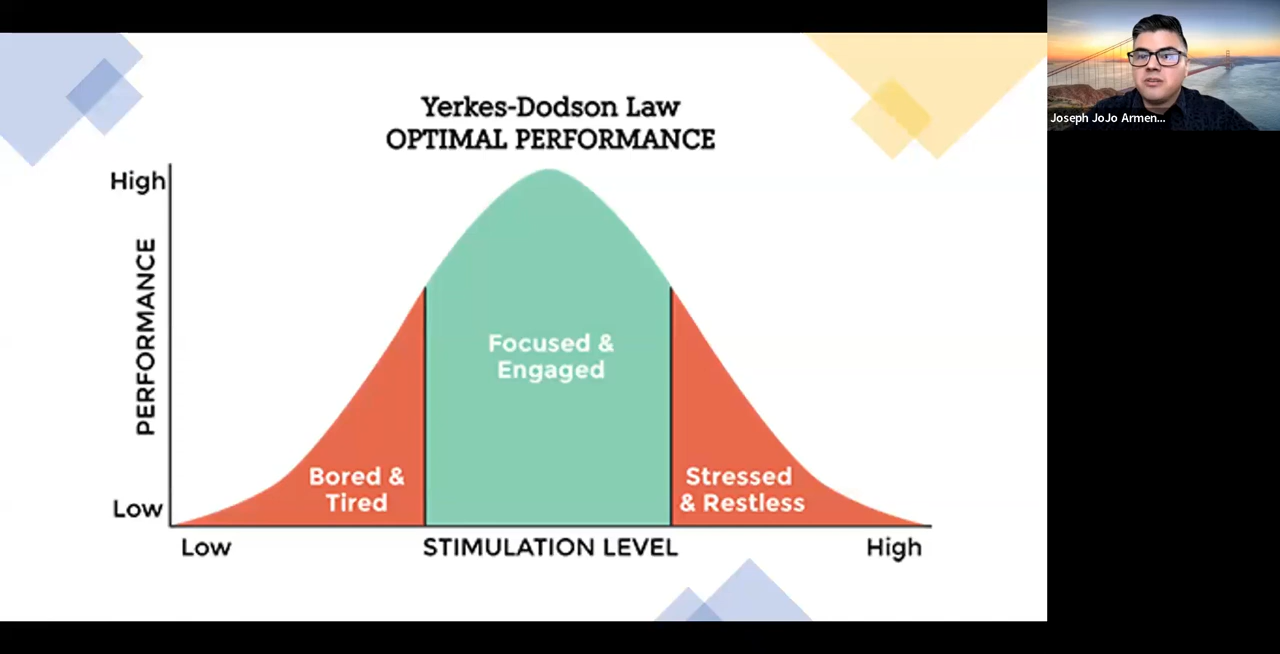 Yerkes-Dodson Law
OPTIMAL PERFORMANCE
High
PERFORMANCE
Low
Focused &
Engaged
Bored &
Tired
Stressed
& Restless
Low
STIMULATION LEVEL
High
Joseph JoJo Armen...